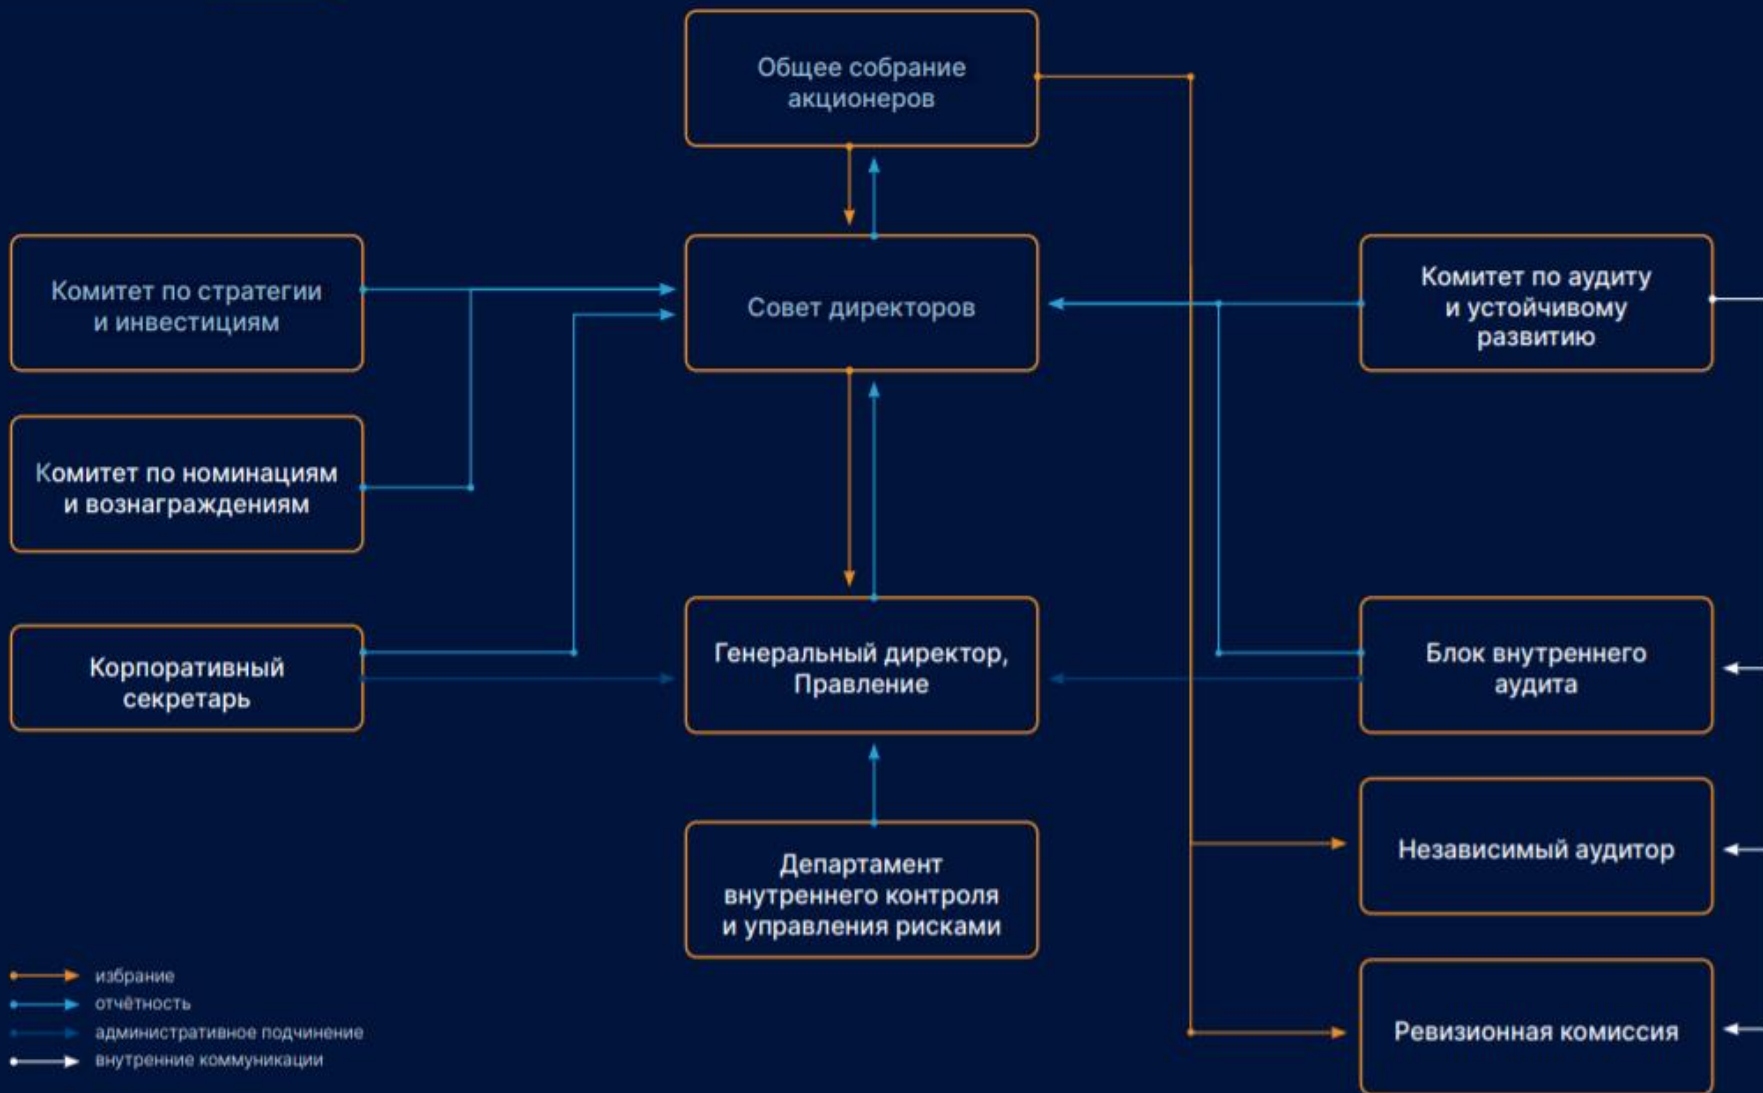 Общее собрание
акционеров
Комитет по стратегии
и инвестициям
Совет директоров
Комитет по аудиту
и устойчивому
развитию
Комитет по номинациям
и вознаграждениям
Корпоративный
секретарь
Генеральный директор,
Правление
Блок внутреннего
аудита
Департамент
внутреннего контроля
и управления рисками
Независимый аудитор
Ревизионная комиссия
избрание
отчётность
административное подчинение
внутренние коммуникации